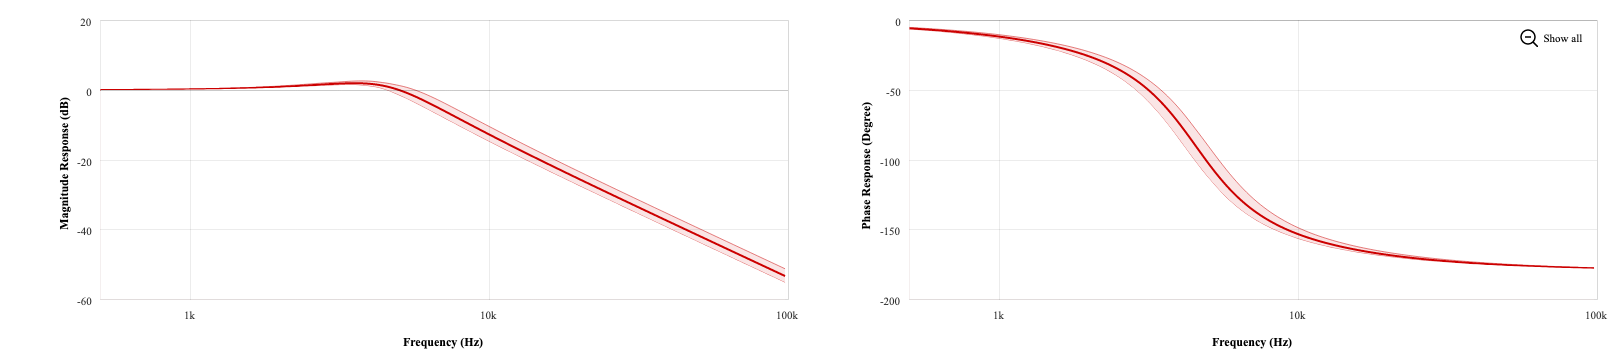 20
0
-20
-40
-60
Magnitude Response (dB)
1k
10k
100k
Frequency (Hz)
0
-50
-100
-150
-200
Phase Response (Degree)
Show all
1k
10k
100k
Frequency (Hz)